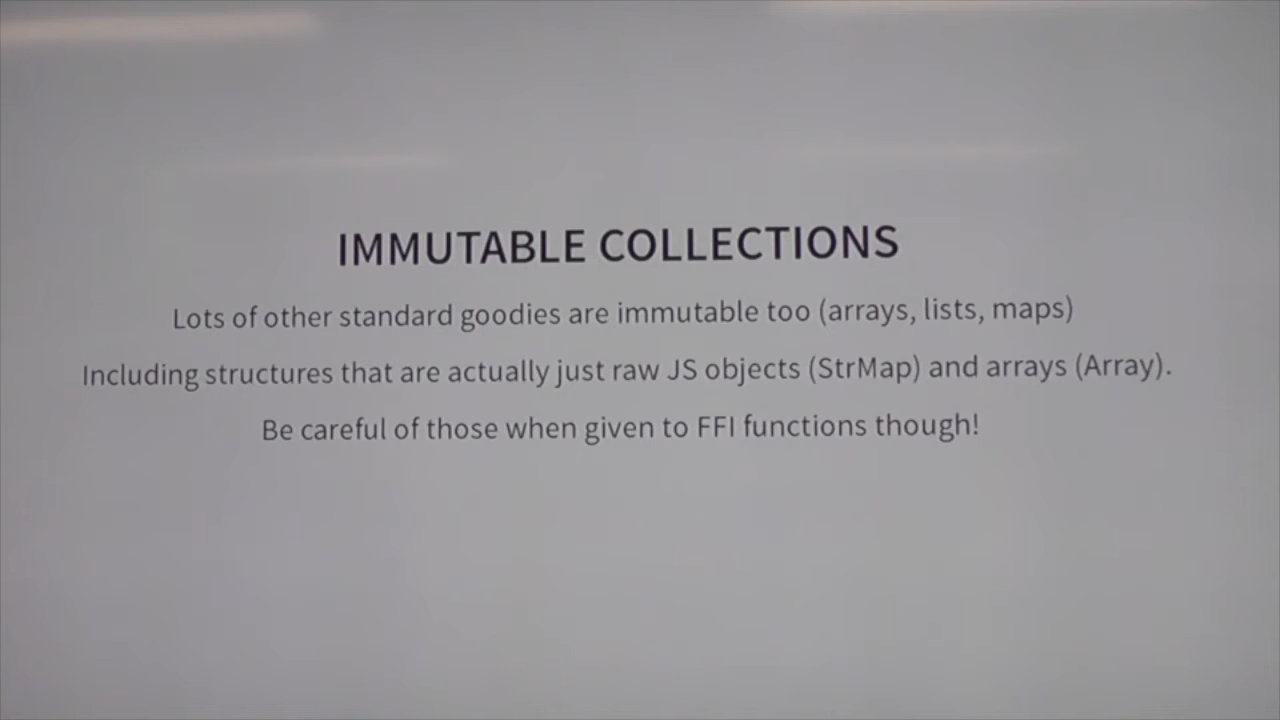 IMMUTABLE COLLECTIONS
Lots of other standard goodies are immutable too (arrays, lists, maps)
Including structures that are actually just raw JS objects (StrMap) and arrays (Array).
Be careful of those when given to FFI functions though!